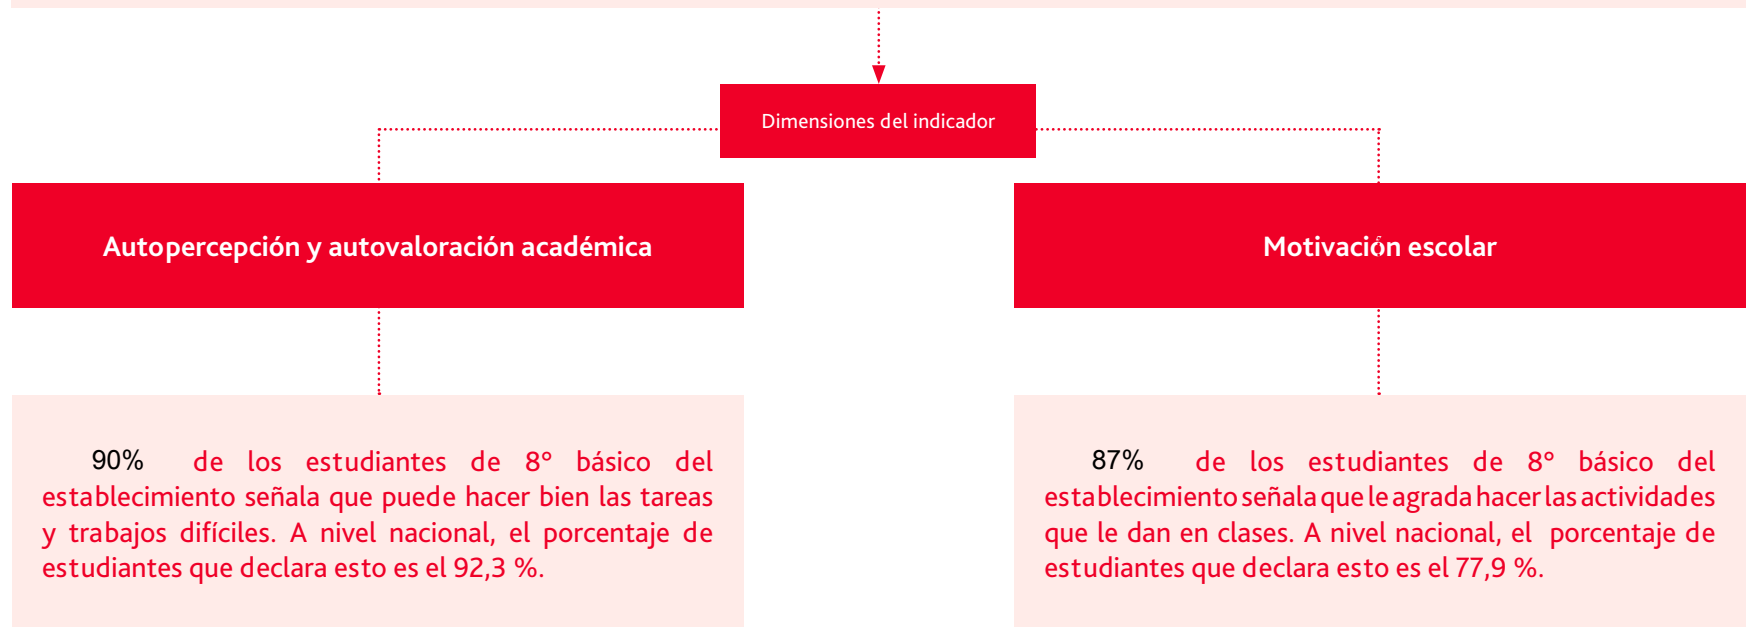 Dimensiones del indicador
Autopercepción y autovaloración académica
Motivación escolar
90% de los estudiantes de 8° básico del
establecimiento señala que puede hacer bien las tareas
y trabajos difíciles. A nivel nacional, el porcentaje de
estudiantes que declara esto es el 92,3 %.
87% de los estudiantes de 8° básico del
establecimiento señala que le agrada hacer las actividades
que le dan en clases. A nivel nacional, el porcentaje de
estudiantes que declara esto es el 77,9 %.